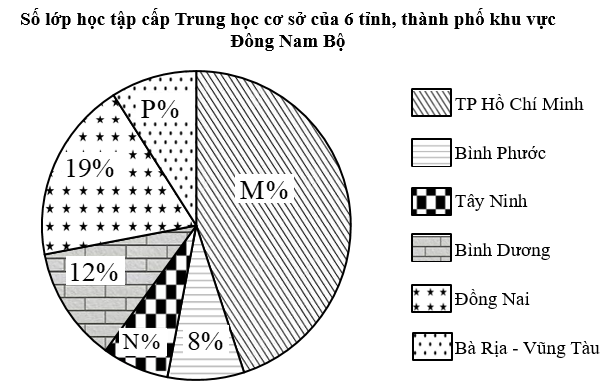 Số lớp học tập cấp Trung học cơ sở của 6 tỉnh, thành phố khu vực
Đông Nam Bộ
P%
19%
M%
12%
N%
8%
TP Hồ Chí Minh
Bình Phước
Tây Ninh
Bình Dương
Đồng Nai
Bà Rịa - Vũng Tàu